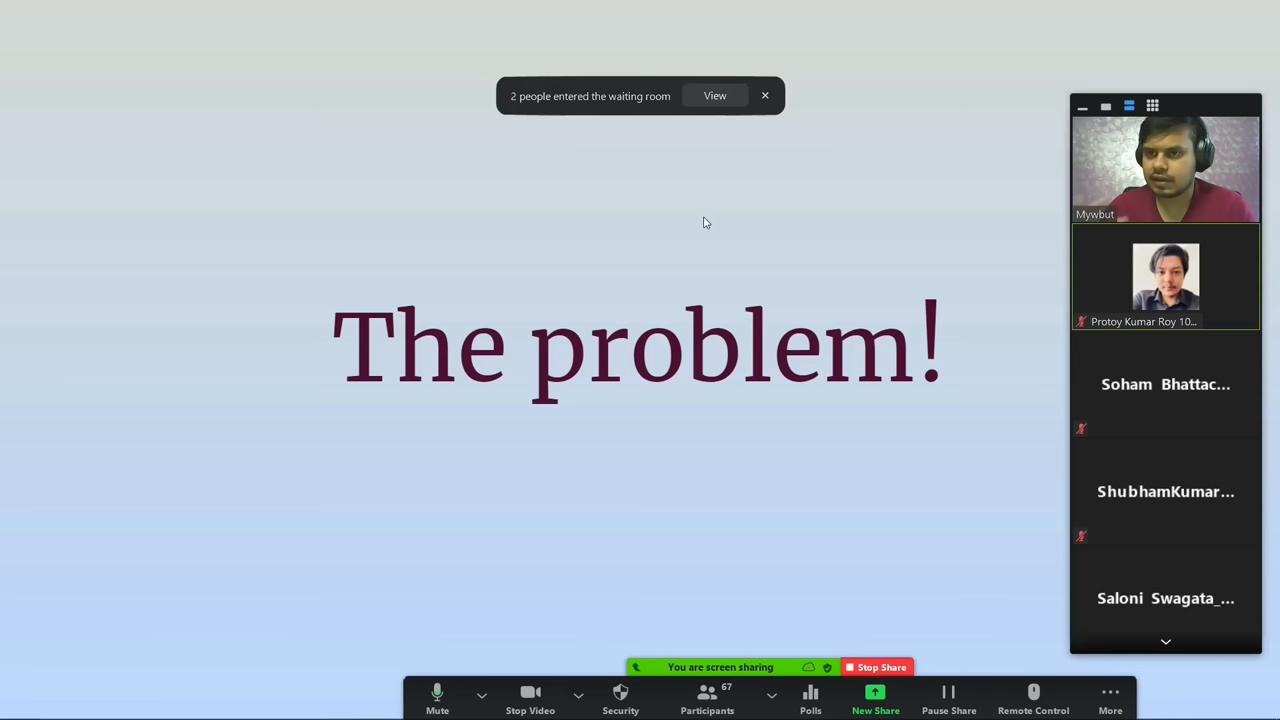 2 people entered the waiting room View
Mywbut
The problem!
Protoy Kumar Roy 10...
Soham Bhattac...
ShubhamKumar...
Saloni Swagata_...
You are screen sharing Stop Share
67
Mute Stop Video Security Participants Polls New Share Pause Share Remote Control More